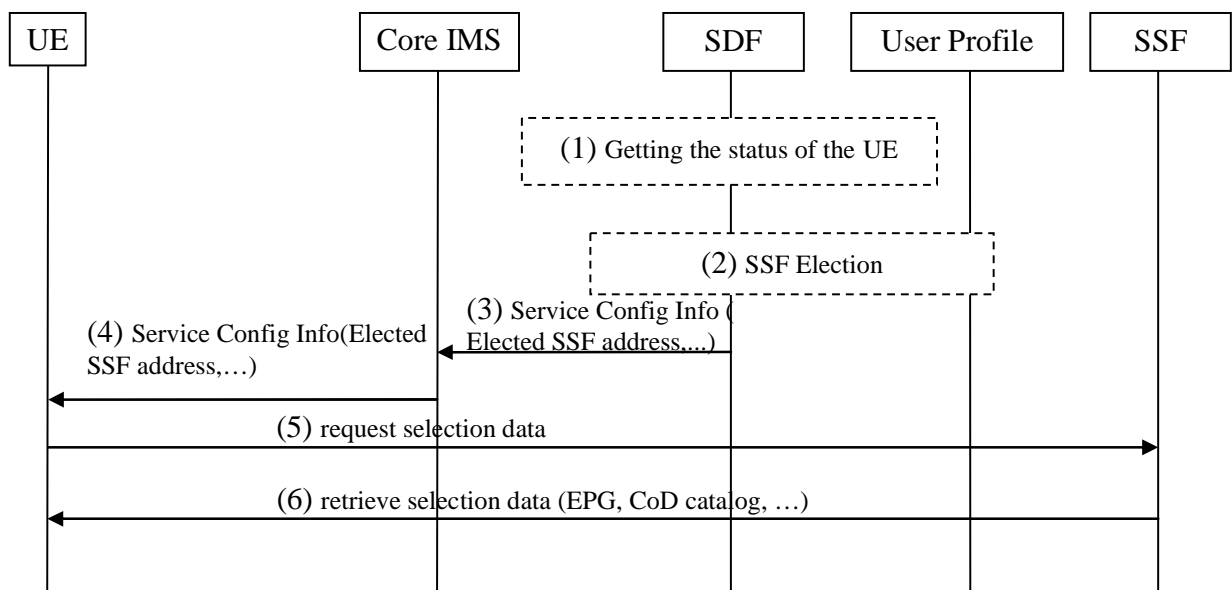 UE
Core IMS
SDF
User Profile
SSF
(1) Getting the status of the UE
(2) SSF Election
(3) Service Config Info (
Elected SSF address,...)
(4) Service Config Info(Elected
SSF address,…)
(5) request selection data
(6) retrieve selection data (EPG, CoD catalog, …)